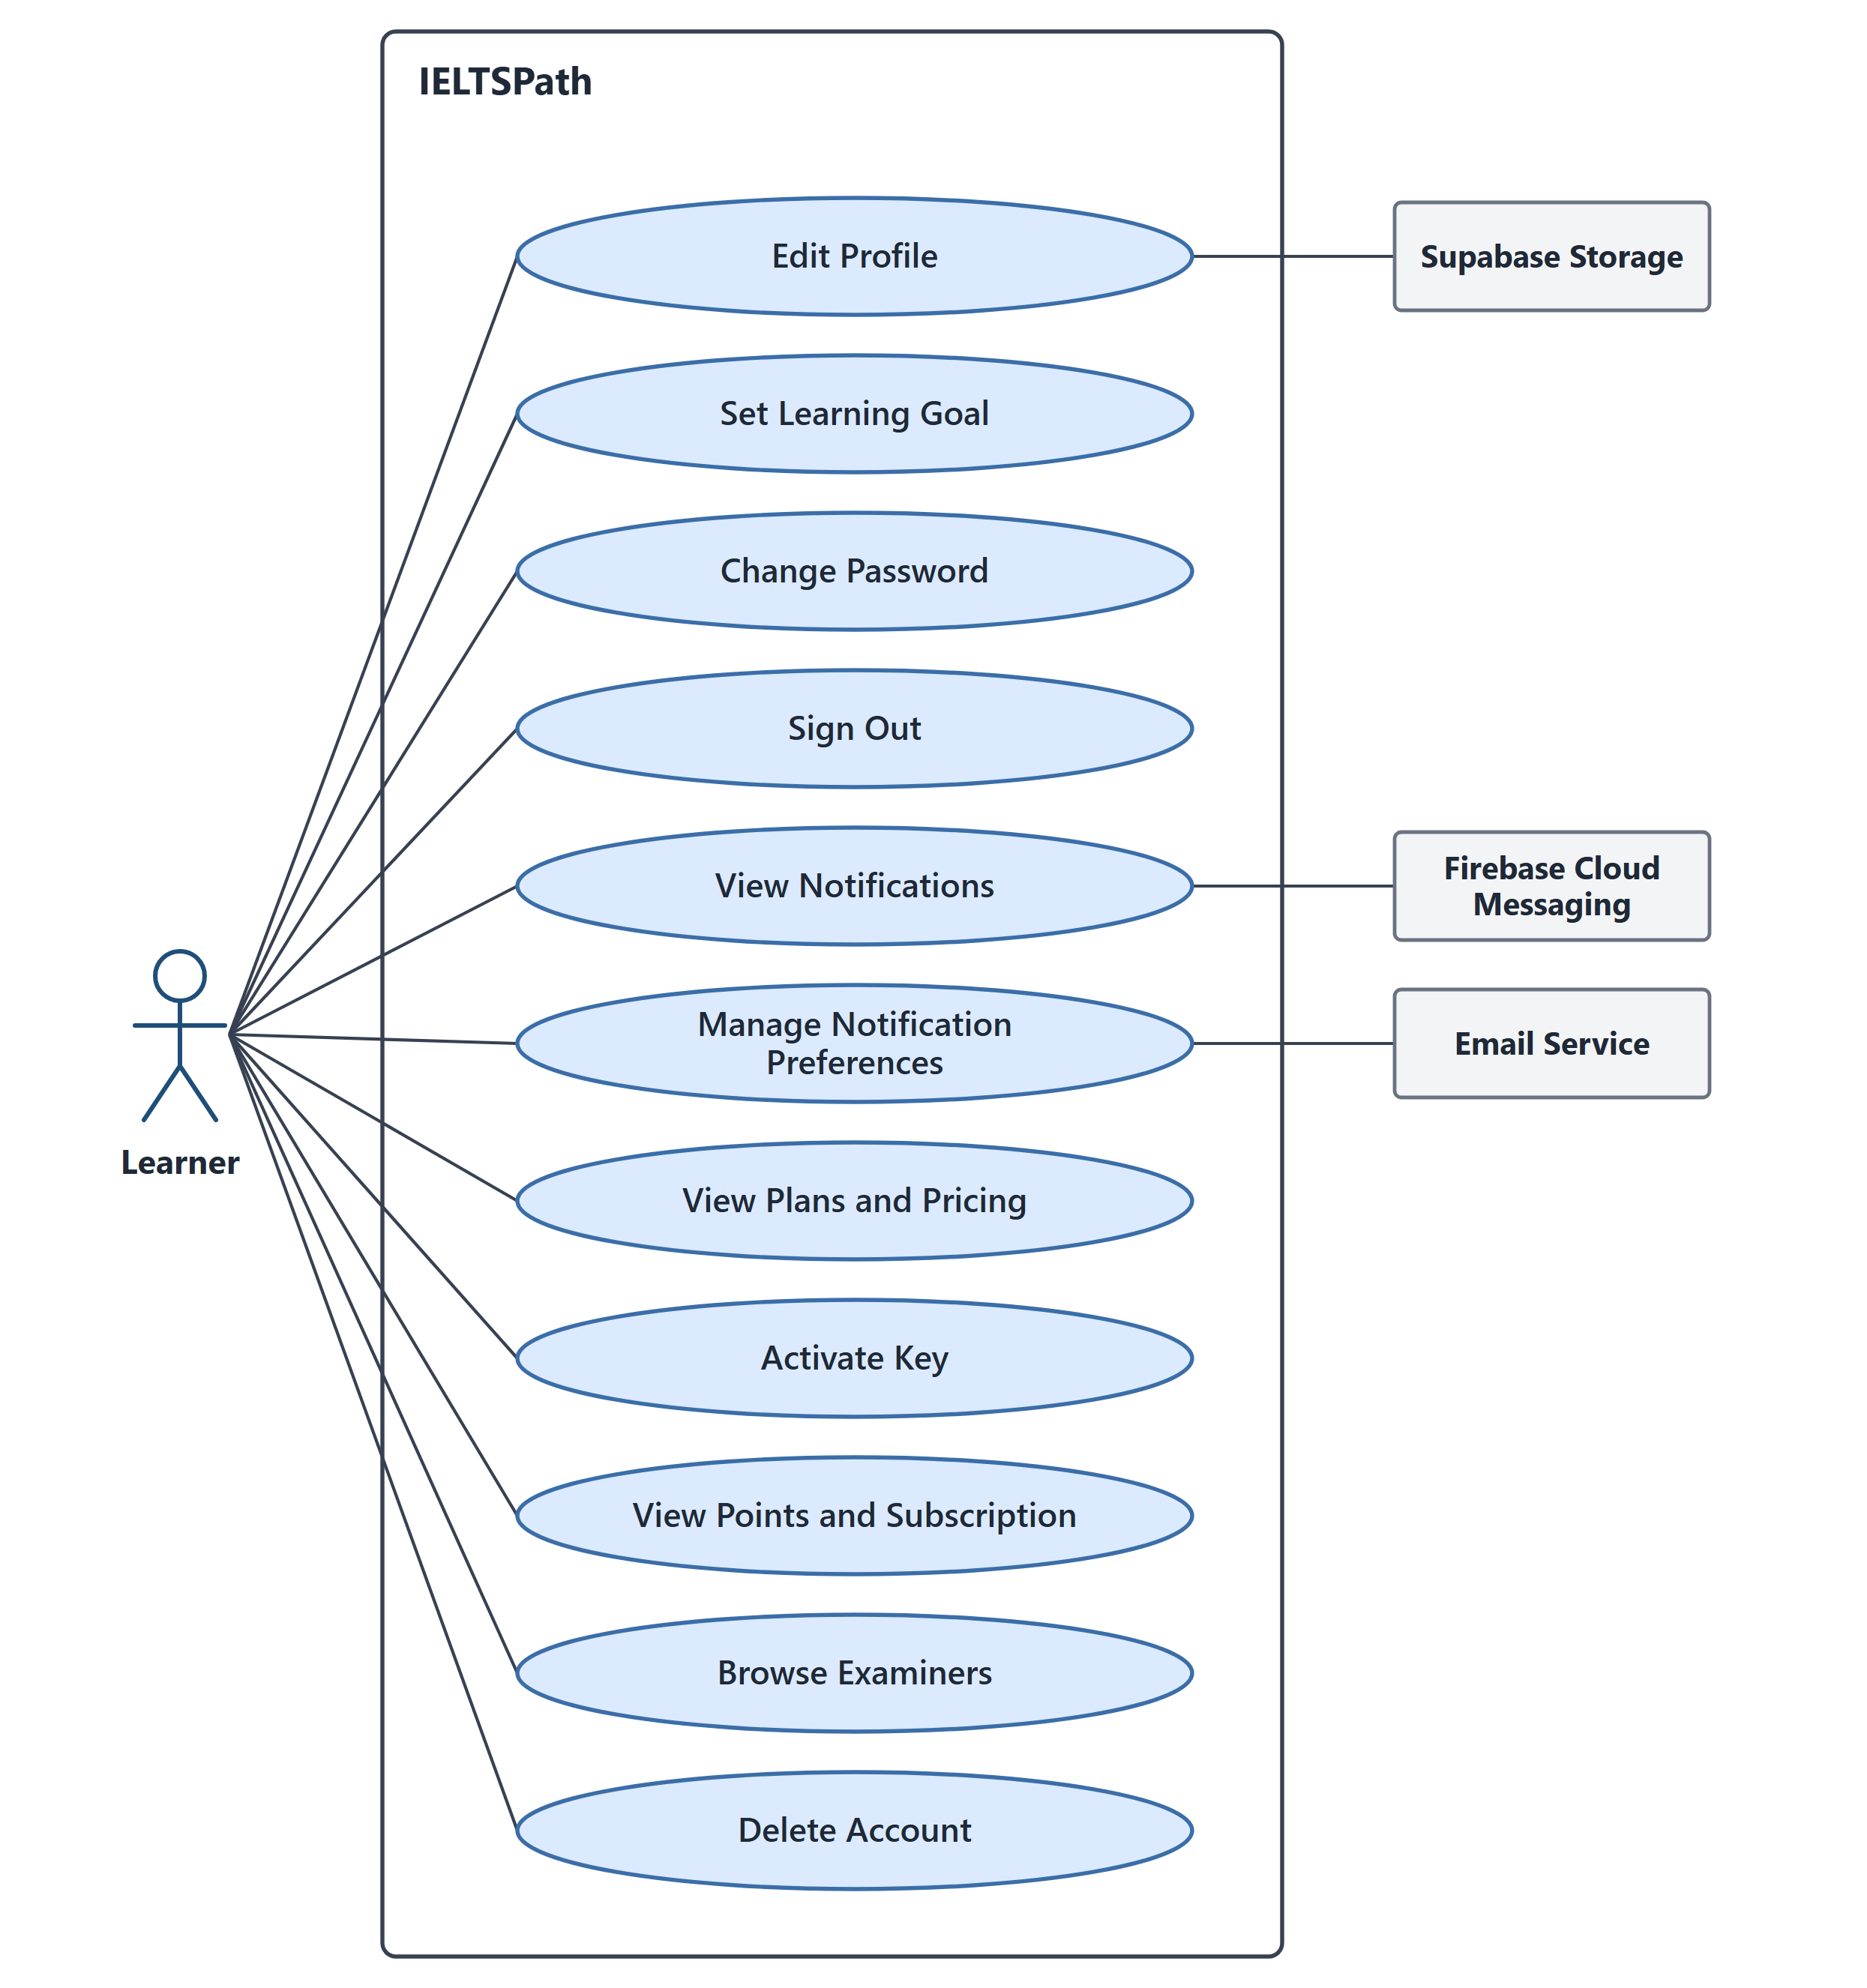 IELTSPath
Edit Profile
Supabase Storage
Set Learning Goal
Change Password
Sign Out
View Notifications
Firebase Cloud
Messaging
Manage Notification
Preferences
Email Service
Learner
View Plans and Pricing
Activate Key
View Points and Subscription
Browse Examiners
Delete Account